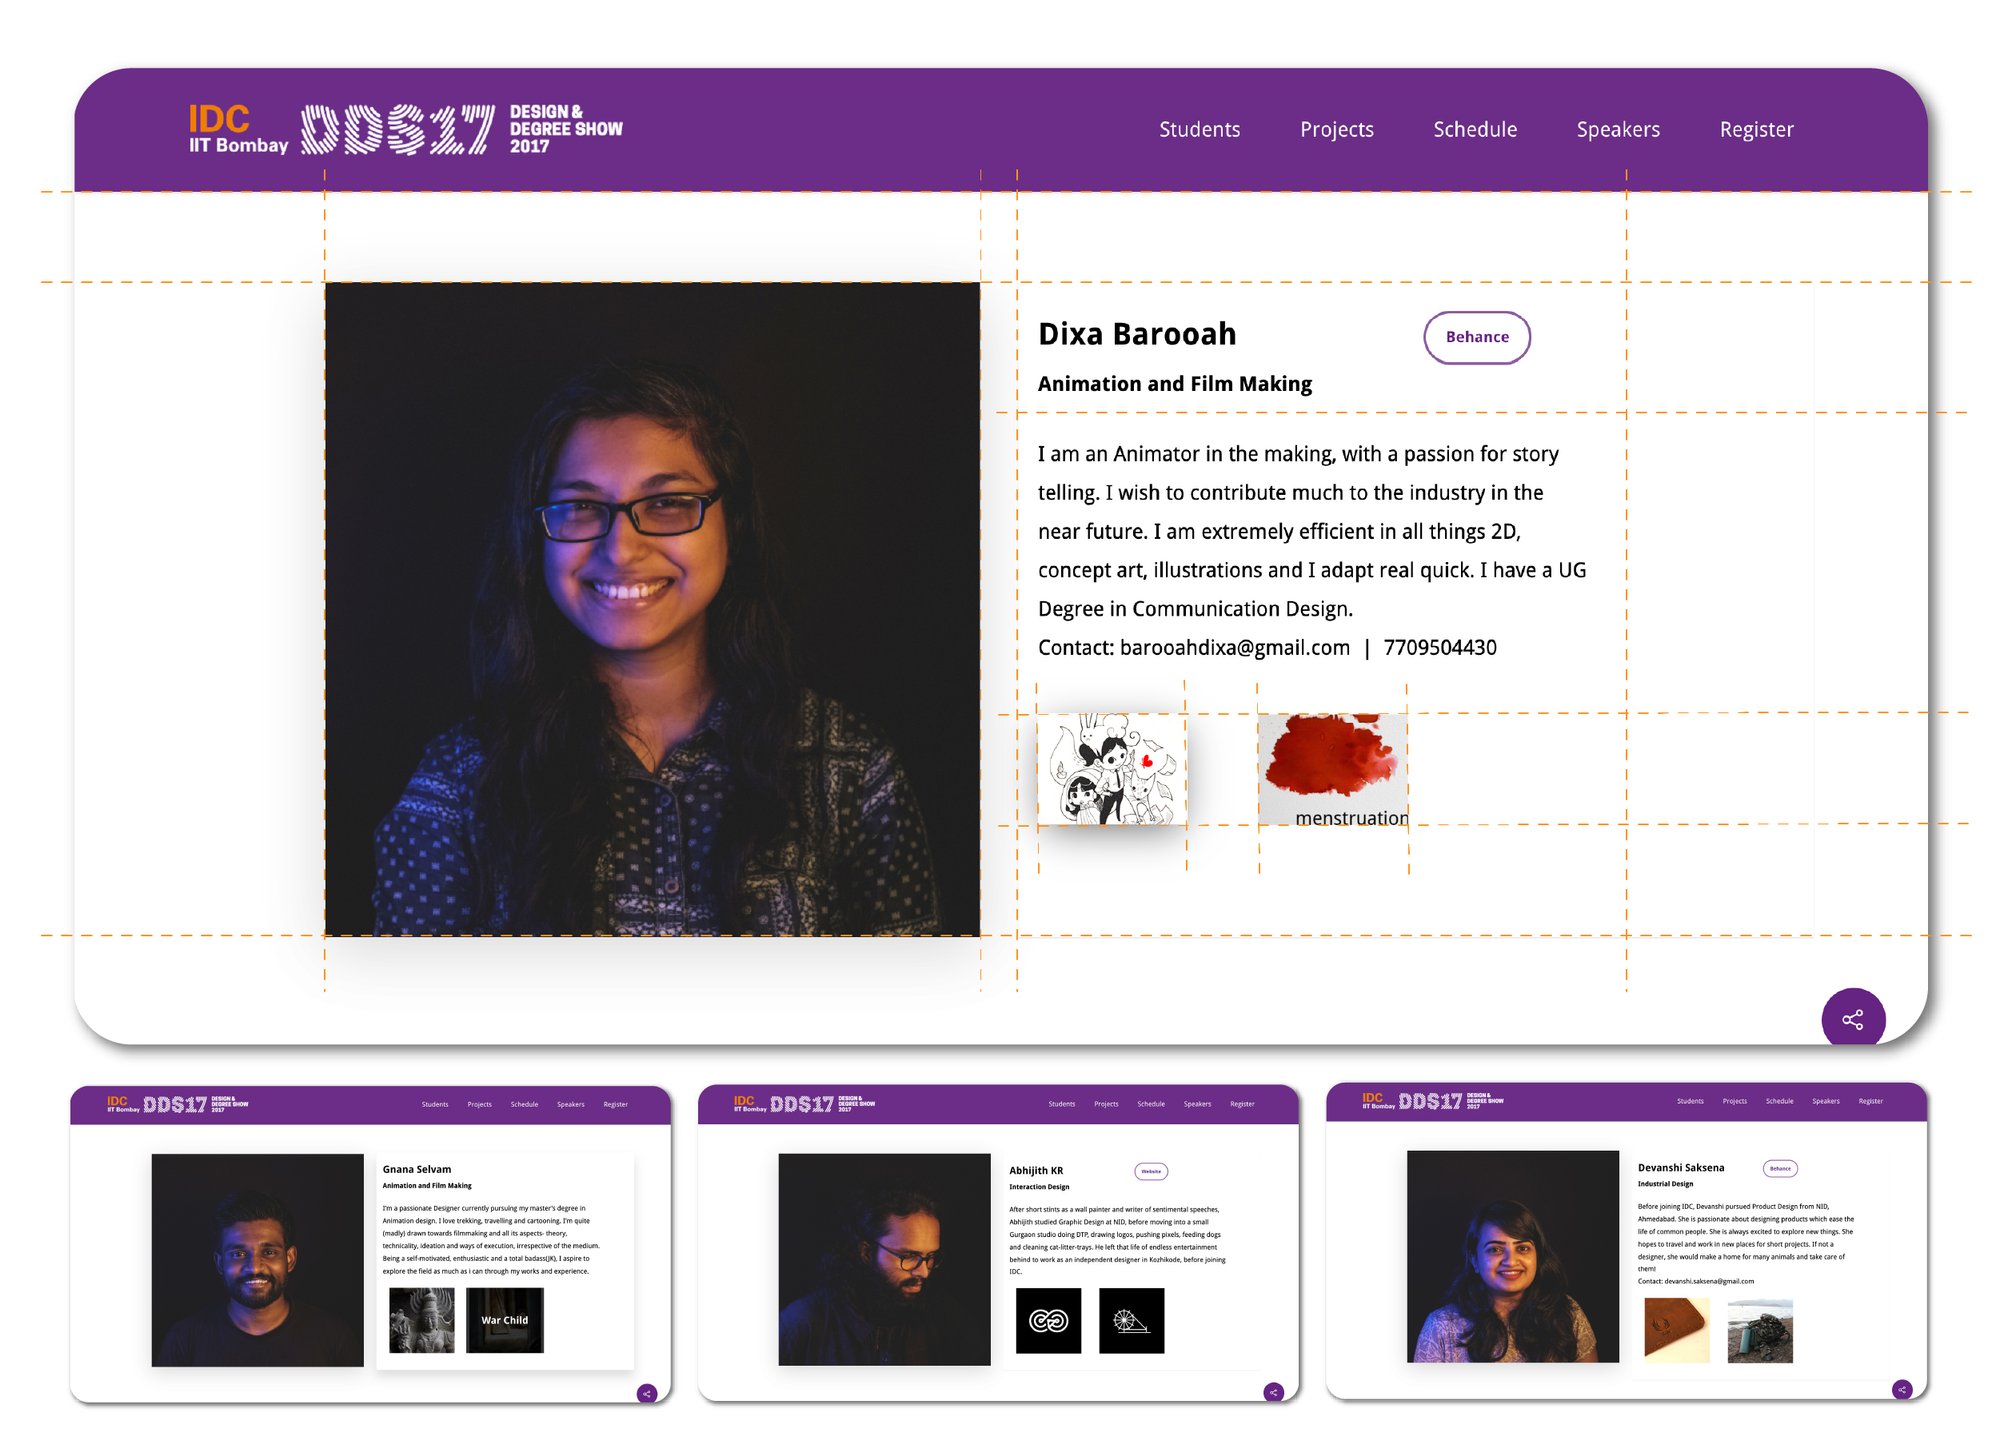 IDC
IIT Bombay
DDS17
DESIGN &
DEGREE SHOW
2017
Students
Projects
Schedule
Speakers
Register
Dixa Barooah
Behance
Animation and Film Making
I am an Animator in the making, with a passion for story
telling. I wish to contribute much to the industry in the
near future. I am extremely efficient in all things 2D,
concept art, illustrations and I adapt real quick. I have a UG
Degree in Communication Design.
Contact: barooahdixa@gmail.com | 7709504430
menstruation
IDC
IIT Bombay
DDS17
DESIGN &
DEGREE SHOW
2017
Students
Projects
Schedule
Speakers
Register
Gnana Selvam
Animation and Film Making
I'm a passionate Designer currently pursuing my master's degree in
Animation design. I love trekking, travelling and cartooning. I'm quite
(madly) drawn towards filmmaking and all its aspects- theory,
technicality, ideation and ways of execution, irrespective of the medium.
Being a self-motivated, enthusiastic and a total badass(JK), I aspire to
explore the field as much as i can through my works and experience.
War Child
IDC
IIT Bombay
DDS17
DESIGN &
DEGREE SHOW
2017
Students
Projects
Schedule
Speakers
Register
Abhijith KR
Website
Interaction Design
After short stints as a wall painter and writer of sentimental speeches,
Abhijith studied Graphic Design at NID, before moving into a small
Gurgaon studio doing DTP, drawing logos, pushing pixels, feeding dogs
and cleaning cat-litter-trays. He left that life of endless entertainment
behind to work as an independent designer in Kozhikode, before joining
IDC.
IDC
IIT Bombay
DDS17
DESIGN &
DEGREE SHOW
2017
Students
Projects
Schedule
Speakers
Register
Devanshi Saksena
Behance
Industrial Design
Before joining IDC, Devanshi pursued Product Design from NID,
Ahmedabad. She is passionate about designing products which ease the
life of common people. She is always excited to explore new things. She
hopes to travel and work in new places for short projects. If not a
designer, she would make a home for many animals and take care of
them!
Contact: devanshi.saksena@gmail.com